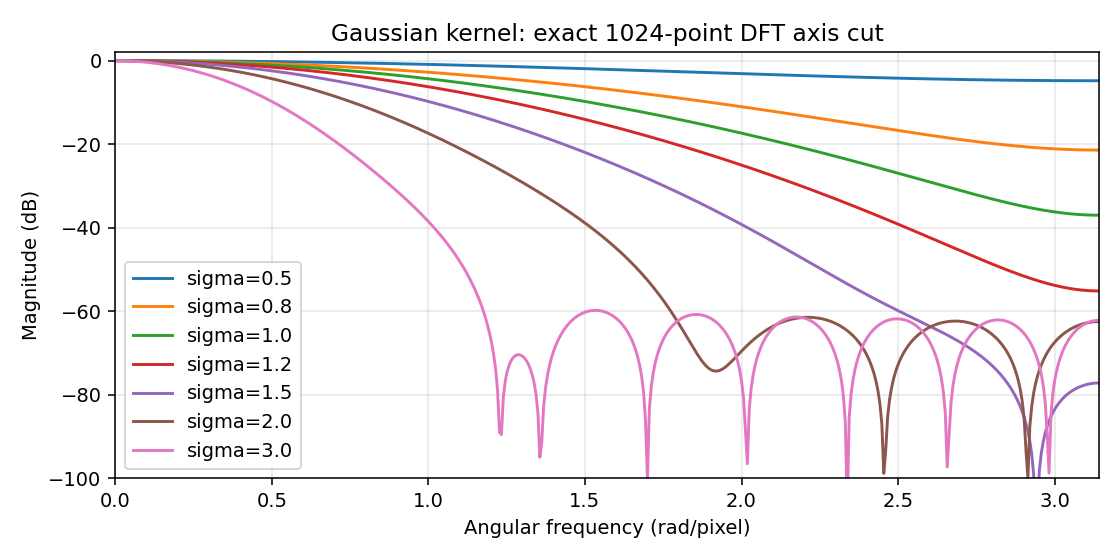 Gaussian kernel: exact 1024-point DFT axis cut
Magnitude (dB)
0
−20
−40
−60
−80
−100
sigma=0.5
sigma=0.8
sigma=1.0
sigma=1.2
sigma=1.5
sigma=2.0
sigma=3.0
0.0 0.5 1.0 1.5 2.0 2.5 3.0
Angular frequency (rad/pixel)